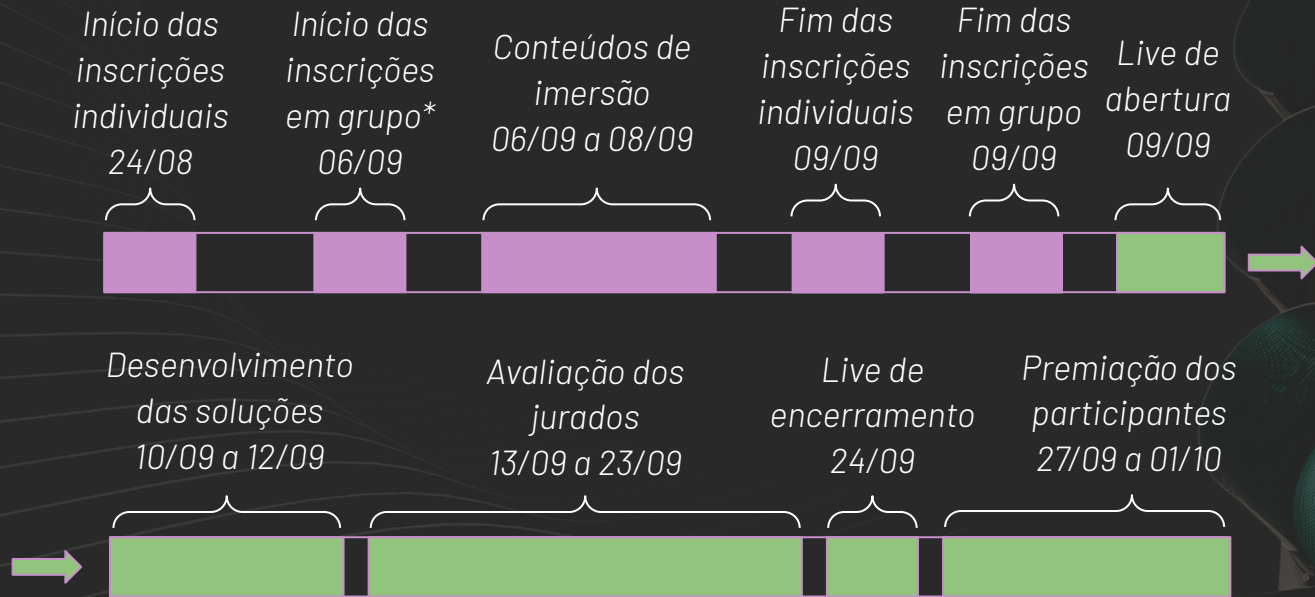 Início das
inscrições
individuais
24/08
Início das
inscrições
em grupo*
06/09
Conteúdos de
imersão
06/09 a 08/09
Fim das
inscrições
individuais
09/09
Fim das
inscrições
em grupo
09/09
Live de
abertura
09/09
Desenvolvimento
das soluções
10/09 a 12/09
Avaliação dos
jurados
13/09 a 23/09
Live de
encerramento
24/09
Premiação dos
participantes
27/09 a 01/10